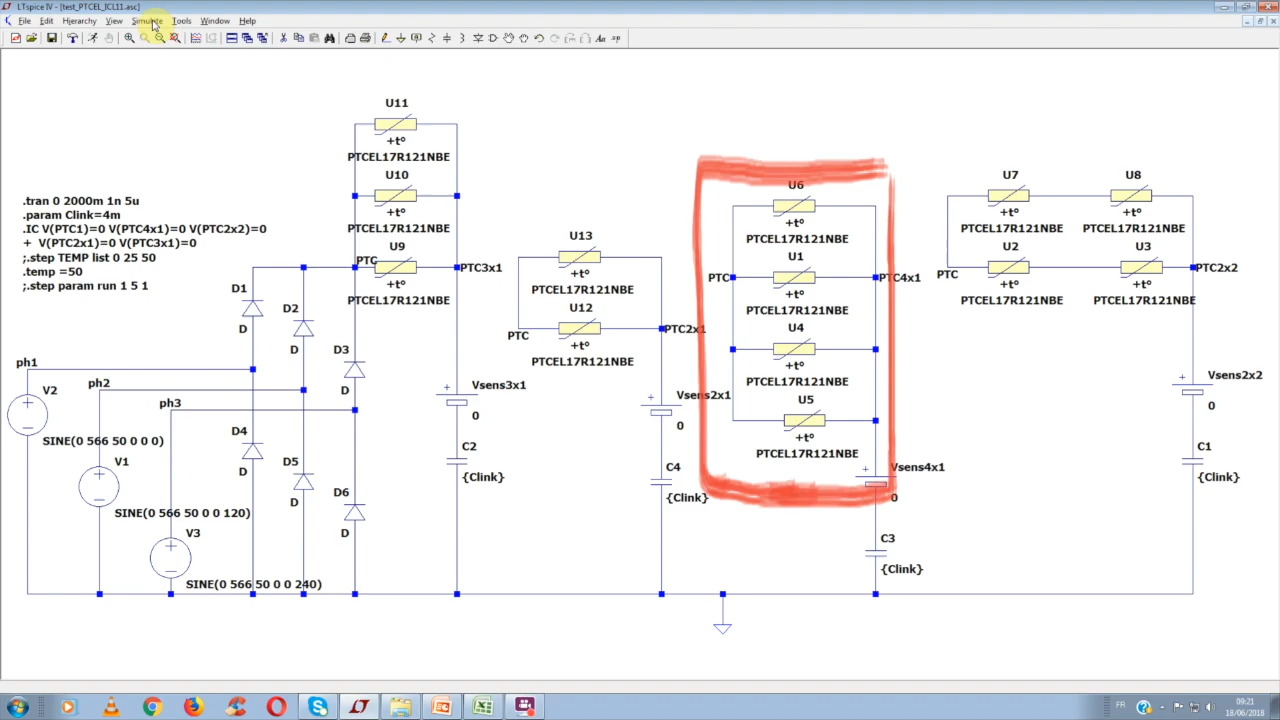 LTspice IV - [test_PTCEL_ICL11.asc]
File Edit Hierarchy View Simulate Tools Window Help
.tran 0 2000m 1n 5u
.param Clink=4m
.IC V(PTC1)=0 V(PTC4x1)=0 V(PTC2x2)=0
+ V(PTC2x1)=0 V(PTC3x1)=0
;.step TEMP list 0 25 50
.temp =50
;.step param run 1 5 1
ph1
V2
SINE(0 566 50 0 0 0)
ph2
V1
SINE(0 566 50 0 0 120)
ph3
V3
SINE(0 566 50 0 0 240)
D1
D
D2
D
D3
D
D4
D
D5
D
D6
D
U11
+t°
PTCEL17R121NBE
U10
+t°
PTCEL17R121NBE
U9
PTC
PTC3x1
+t°
PTCEL17R121NBE
Vsens3x1
+
0
C2
{Clink}
U13
+t°
PTCEL17R121NBE
U12
PTC
PTC2x1
+t°
PTCEL17R121NBE
Vsens2x1
+
0
C4
{Clink}
U6
+t°
PTCEL17R121NBE
U1
PTC
PTC4x1
+t°
PTCEL17R121NBE
U4
+t°
PTCEL17R121NBE
U5
+t°
PTCEL17R121NBE
Vsens4x1
+
0
C3
{Clink}
U7
U8
+t°
+t°
PTCEL17R121NBE
PTCEL17R121NBE
U2
U3
PTC
PTC2x2
+t°
+t°
PTCEL17R121NBE
PTCEL17R121NBE
Vsens2x2
+
0
C1
{Clink}
FR
09:21
18/06/2018